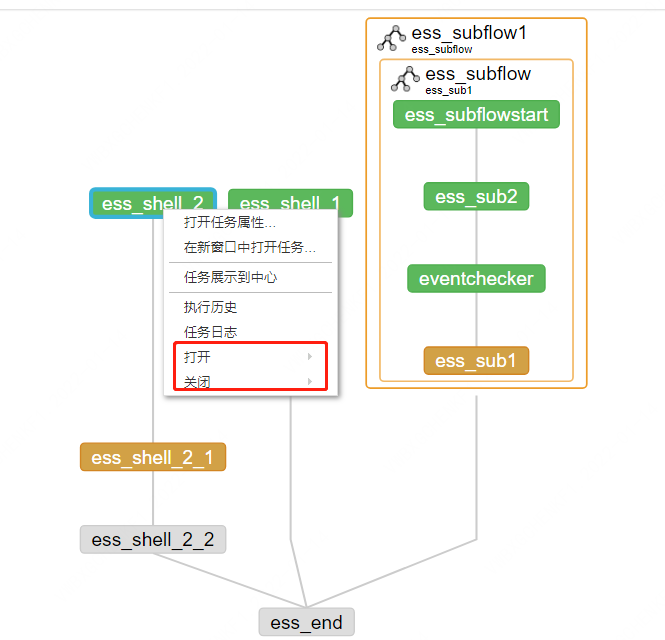 ess_subflow1
ess_subflow
ess_subflow
ess_sub1
ess_subflowstart
ess_shell_2
ess_shell_1
ess_sub2
打开任务属性...
在新窗口中打开任务...
任务展示到中心
eventchecker
执行历史
任务日志
打开
ess_sub1
关闭
ess_shell_2_1
ess_shell_2_2
ess_end